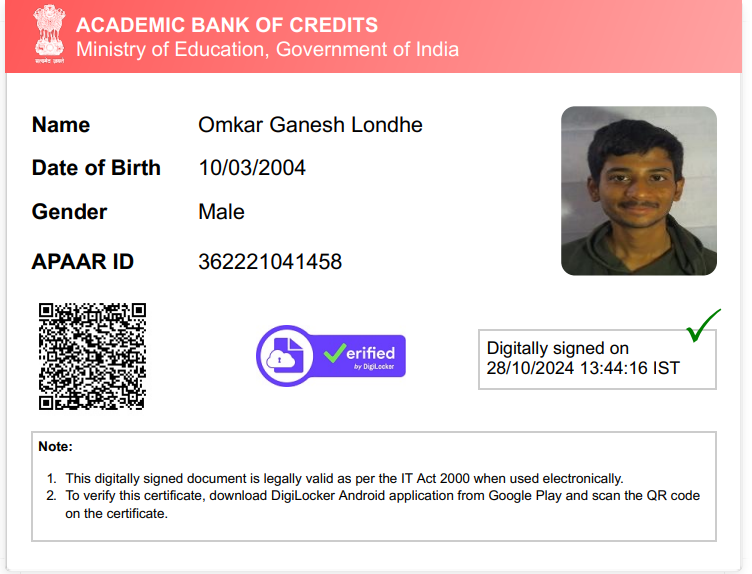 ACADEMIC BANK OF CREDITS
Ministry of Education, Government of India
सत्यमेव जयते
Name Omkar Ganesh Londhe
Date of Birth 10/03/2004
Gender Male
APAAR ID 362221041458
erified
by DigiLocker
Digitally signed on
28/10/2024 13:44:16 IST
Note:
1. This digitally signed document is legally valid as per the IT Act 2000 when used electronically.
2. To verify this certificate, download DigiLocker Android application from Google Play and scan the QR code
on the certificate.